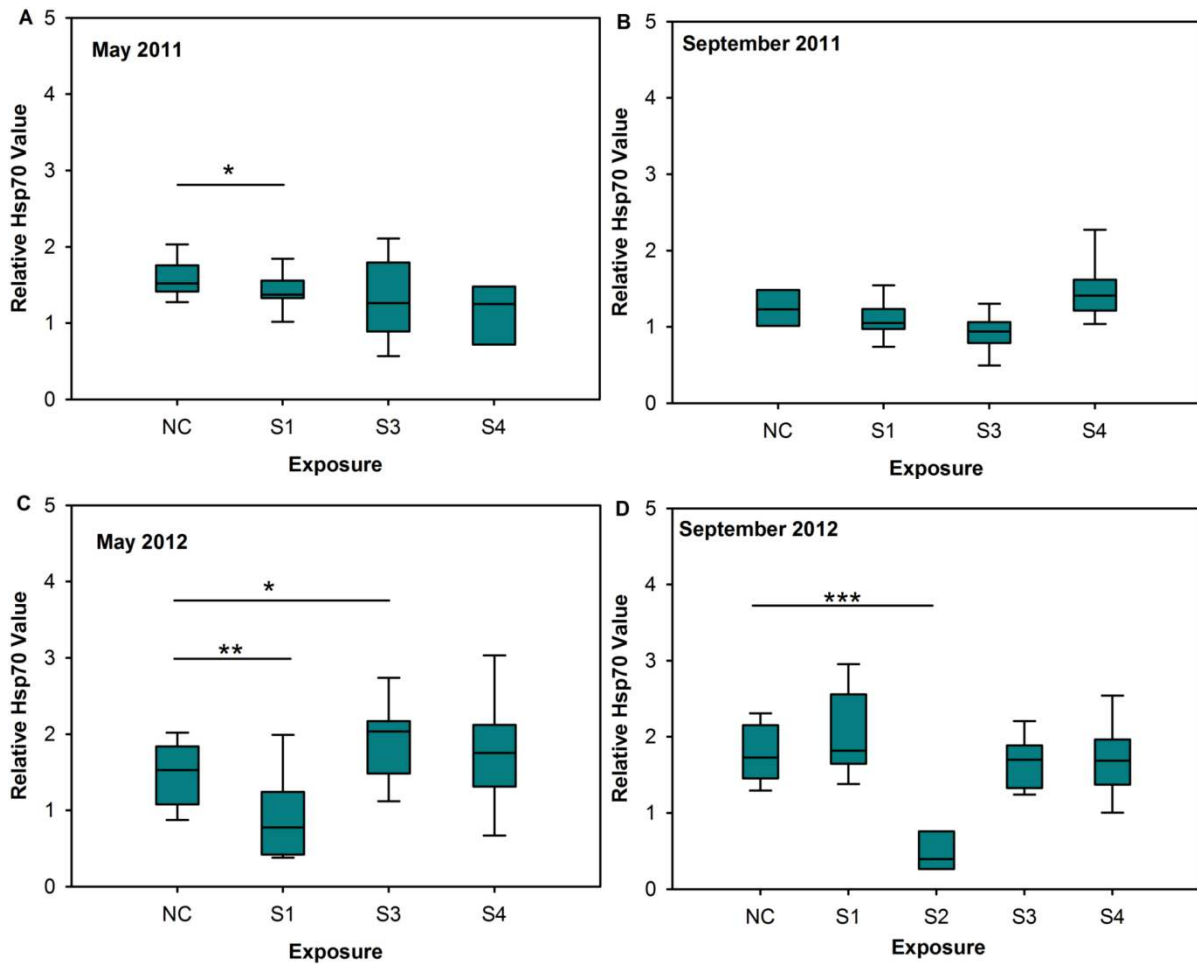 A
May 2011
Relative Hsp70 Value
5
4
3
2
1
0
*
NC S1 S3 S4
Exposure
B
September 2011
Relative Hsp70 Value
5
4
3
2
1
0
NC S1 S3 S4
Exposure
C
May 2012
Relative Hsp70 Value
5
4
3
2
1
0
*
**
NC S1 S3 S4
Exposure
D
September 2012
Relative Hsp70 Value
5
4
3
2
1
0
***
NC S1 S2 S3 S4
Exposure